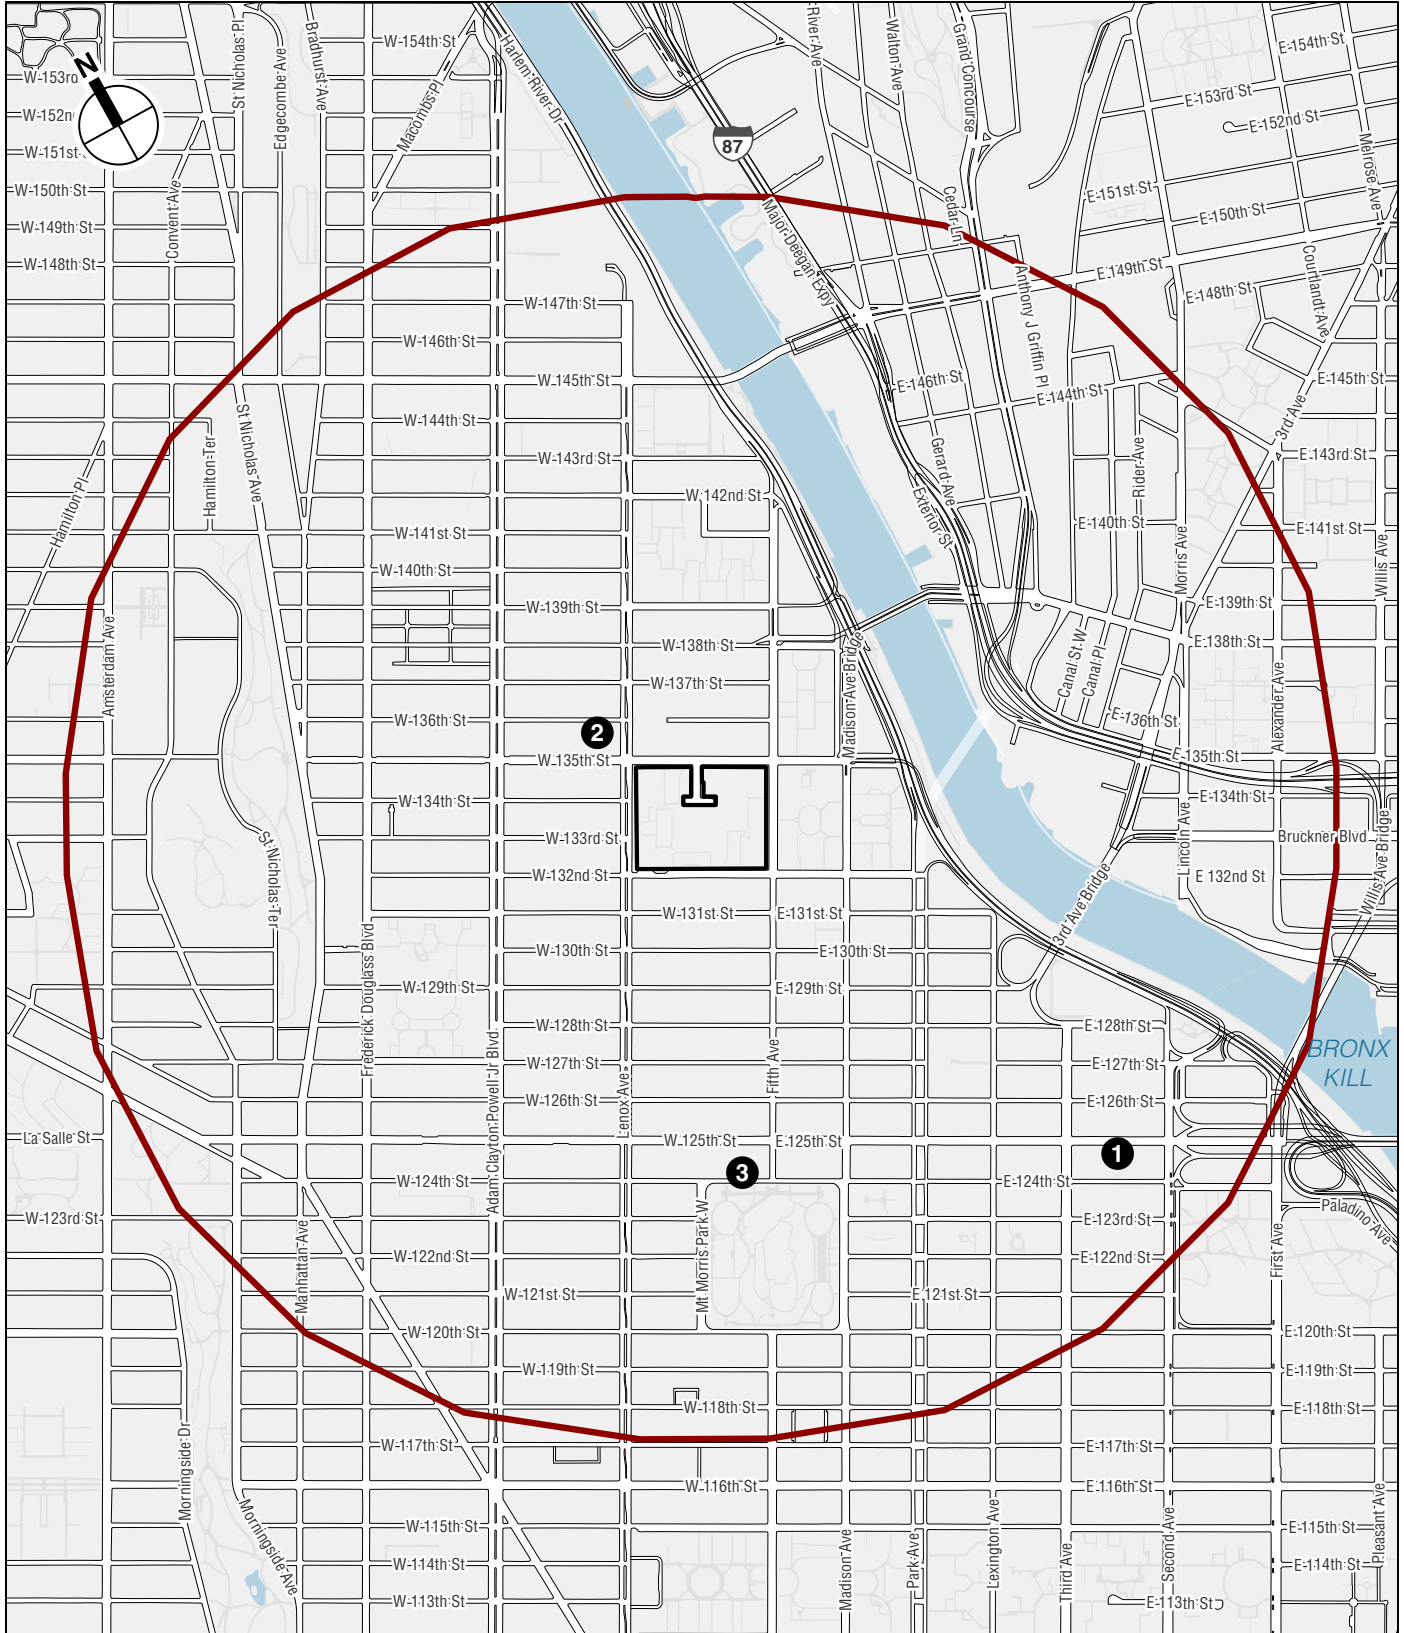 N
87
1
2
3
BRONX
KILL
W 154th St
W 153rd
W 152n
W 151st S
W 150th St
W 149th St
W 148th St
St Nicholas Pl
Edgecombe Ave
Bradhurst Ave
Macombs Pl
Convent Ave
Harlem River Dr
River Ave
Walton Ave
Grand Concourse
E 154th St
E 153rd St
E 152nd St
Melrose Ave
E 151st St
E 150th St
Cedar Ln
Major Deegan Expy
E 149th St
E 148th St
Courtlandt Ave
Anthony J Griffin Pl
W 147th St
W 146th St
W 145th St
E 146th St
E 144th St
E 145th St
3rd Ave
W 144th St
St Nicholas Ave
Hamilton Ter
Hamilton Pl
W 143rd St
W 142nd St
W 141st St
W 140th St
W 139th St
W 138th St
W 137th St
W 136th St
W 135th St
W 134th St
W 133rd St
W 132nd St
W 131st St
W 130th St
W 129th St
W 128th St
W 127th St
W 126th St
W 125th St
W 124th St
W 123rd St
W 122nd St
W 121st St
W 120th St
W 119th St
W 118th St
W 117th St
W 116th St
W 115th St
W 114th St
W 113th St
Gerard Ave
Exterior St
Rider Ave
E 143rd St
E 140th St
E 141st St
Morris Ave
Willis Ave
E 139th St
E 138th St
Canal St W
Canal Pl
Alexander Ave
E 136th St
E 135th St
E 134th St
Bruckner Blvd
Lincoln Ave
E 132nd St
Willis Ave Bridge
3rd Ave Bridge
Madison Ave Bridge
Amsterdam Ave
St Nicholas Ter
Frederick Douglass Blvd
Adam Clayton Powell Jr Blvd
Lenox Ave
Fifth Ave
E 131st St
E 130th St
E 129th St
E 128th St
E 127th St
E 126th St
E 125th St
E 124th St
E 123rd St
E 122nd St
E 121st St
E 120th St
E 119th St
E 118th St
E 117th St
E 116th St
E 115th St
E 114th St
E 113th St
La Salle St
Manhattan Ave
Mt Morris Park W
Paladino Ave
First Ave
Morningside Dr
Morningside Ave
Madison Ave
Park Ave
Lexington Ave
Third Ave
Second Ave
Pleasant Ave